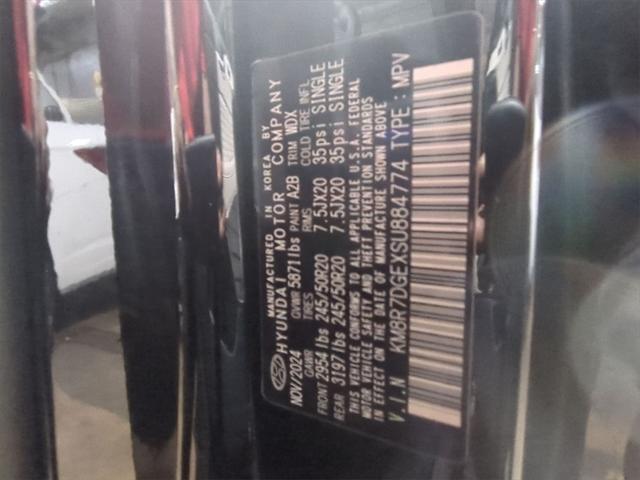 MANUFACTURED IN KOREA BY
HYUNDAI MOTOR COMPANY
NOV/2024 GVWR 5871lbs PAINT A2B TRIM WDX
GAWR TIRES RIMS COLD TIRE INFL
FRONT 2954lbs 245/50R20 7.5JX20 35psi SINGLE
REAR 3197lbs 245/50R20 7.5JX20 35psi SINGLE
THIS VEHICLE CONFORMS TO ALL APPLICABLE U.S.A. FEDERAL
MOTOR VEHICLE SAFETY AND THEFT PREVENTION STANDARDS
IN EFFECT ON THE DATE OF MANUFACTURE SHOWN ABOVE
V.I.N KM8R7DGEXSU884774 TYPE : MPV